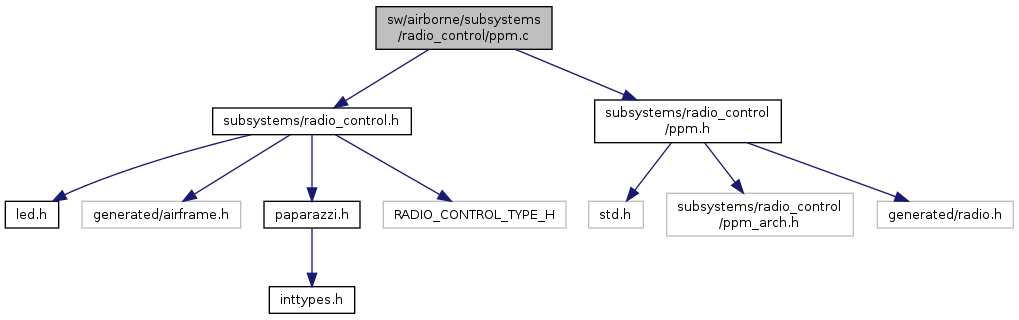 sw/airborne/subsystems
/radio_control/ppm.c
subsystems/radio_control.h
subsystems/radio_control
/ppm.h
led.h
generated/airframe.h
paparazzi.h
RADIO_CONTROL_TYPE_H
std.h
subsystems/radio_control
/ppm_arch.h
generated/radio.h
inttypes.h